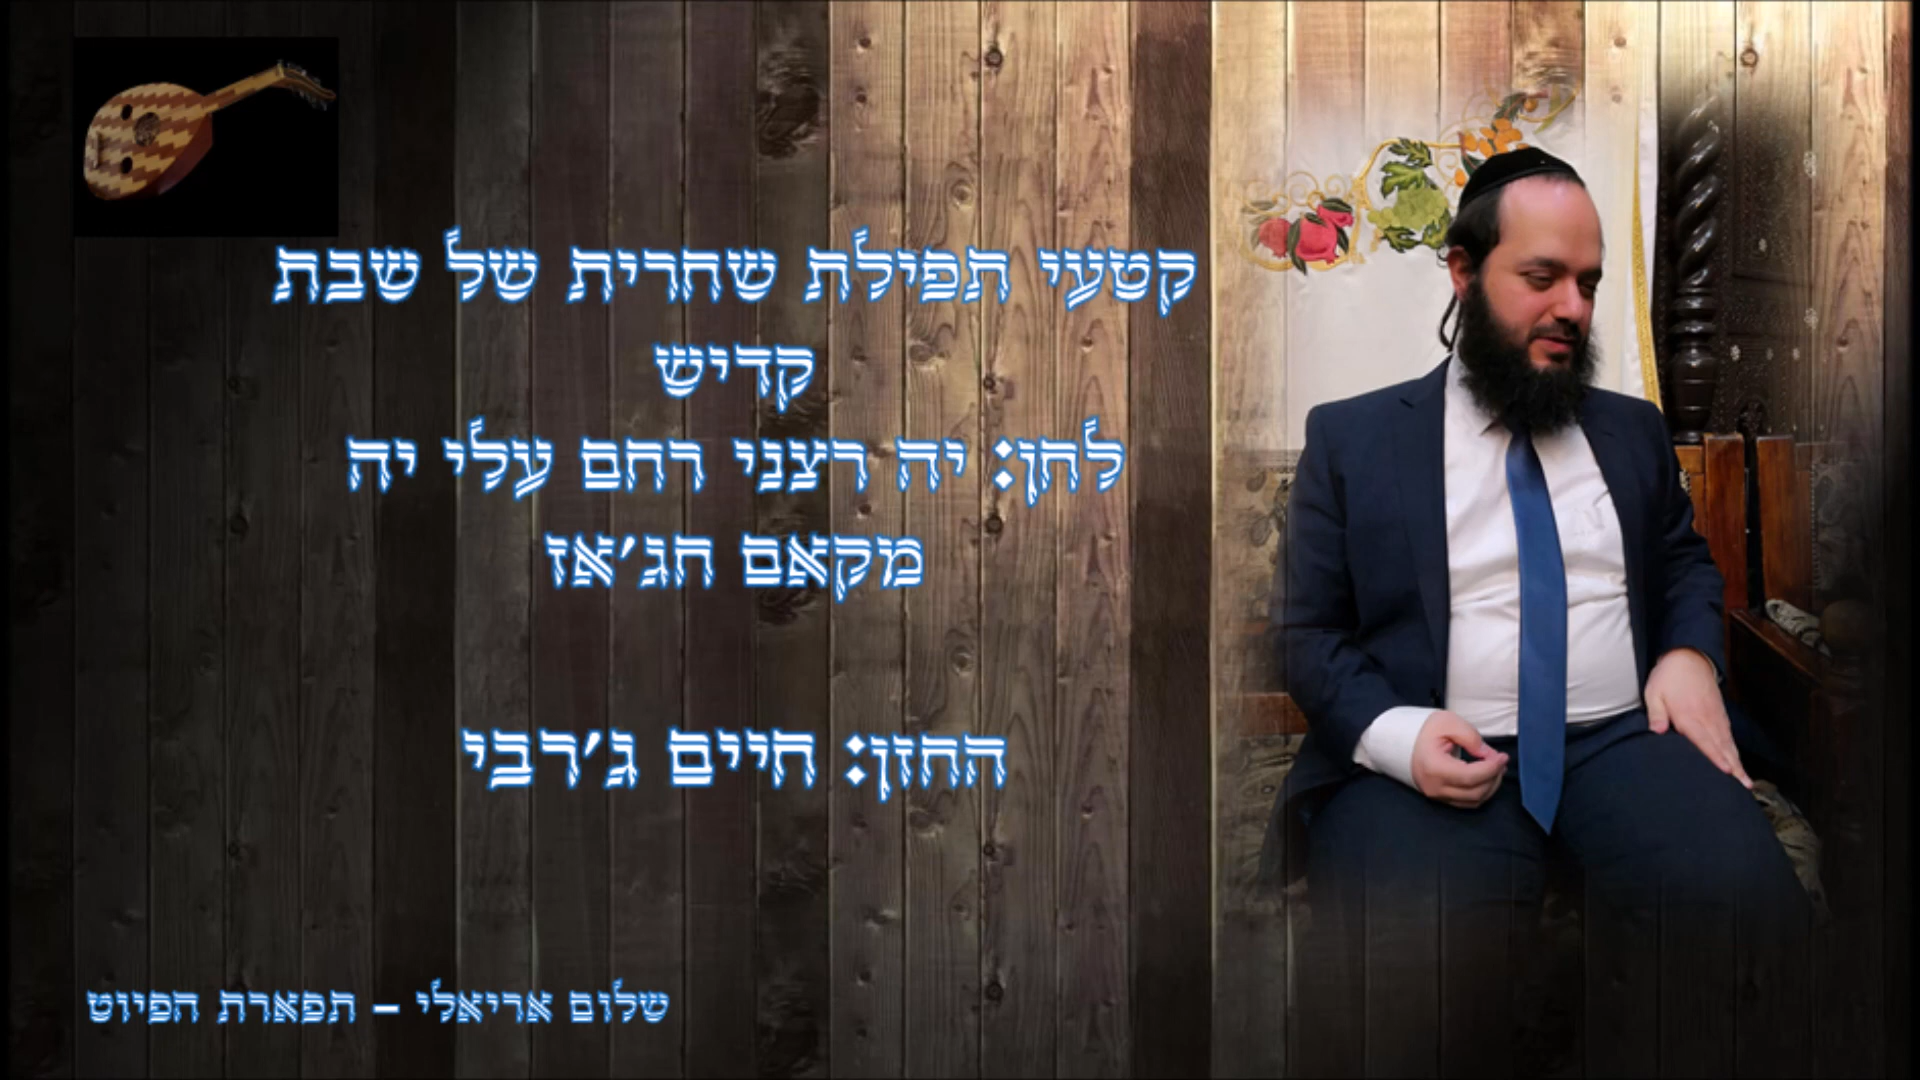 קטעי תפילת שחרית של שבת
קדיש
לחן: יה רצני רחם עלי יה
מקאם חג'אז
החזן: חיים ג'רבי
שלום אריאלי - תפארת הפיוט